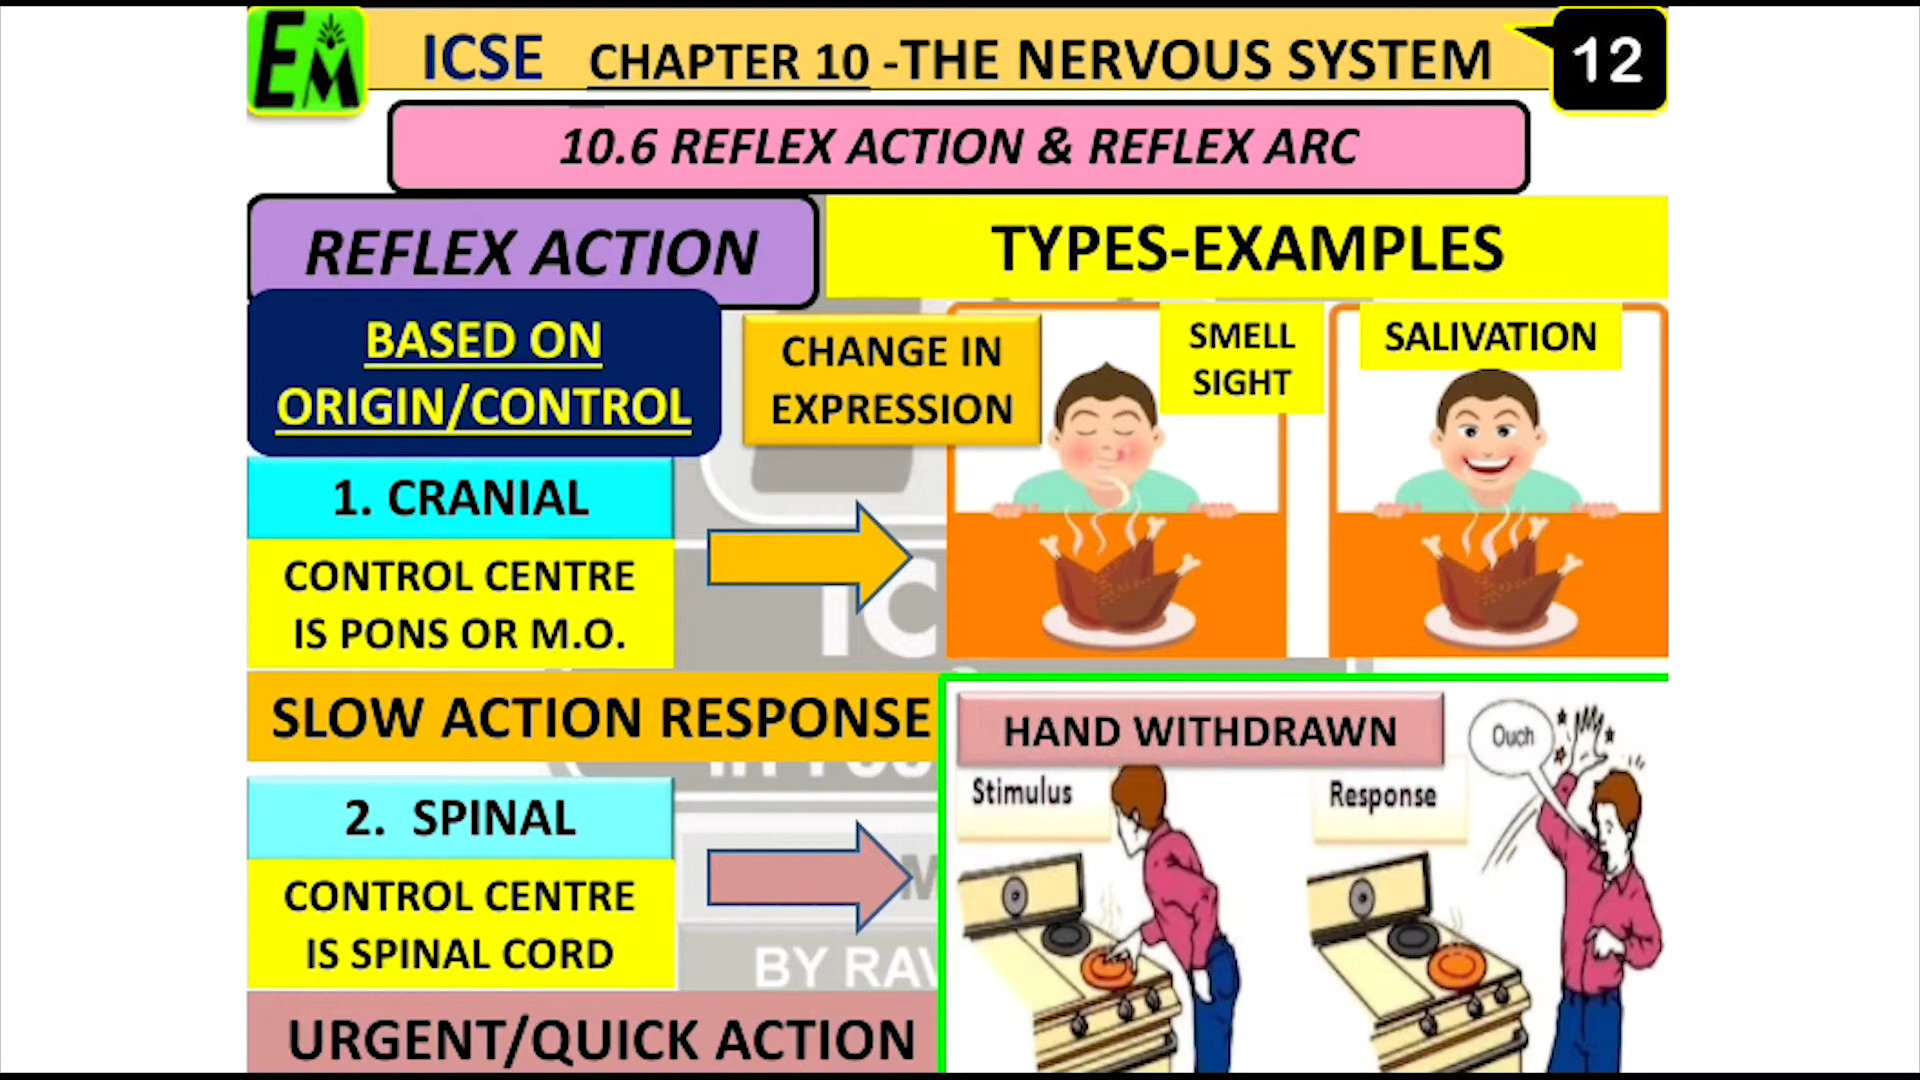 EM
ICSE CHAPTER 10 -THE NERVOUS SYSTEM
12
10.6 REFLEX ACTION & REFLEX ARC
REFLEX ACTION
TYPES-EXAMPLES
BASED ON
ORIGIN/CONTROL
CHANGE IN
EXPRESSION
SMELL
SIGHT
SALIVATION
1. CRANIAL
CONTROL CENTRE
IS PONS OR M.O.
SLOW ACTION RESPONSE
2. SPINAL
CONTROL CENTRE
IS SPINAL CORD
URGENT/QUICK ACTION
HAND WITHDRAWN
Stimulus
Response
Ouch
BY